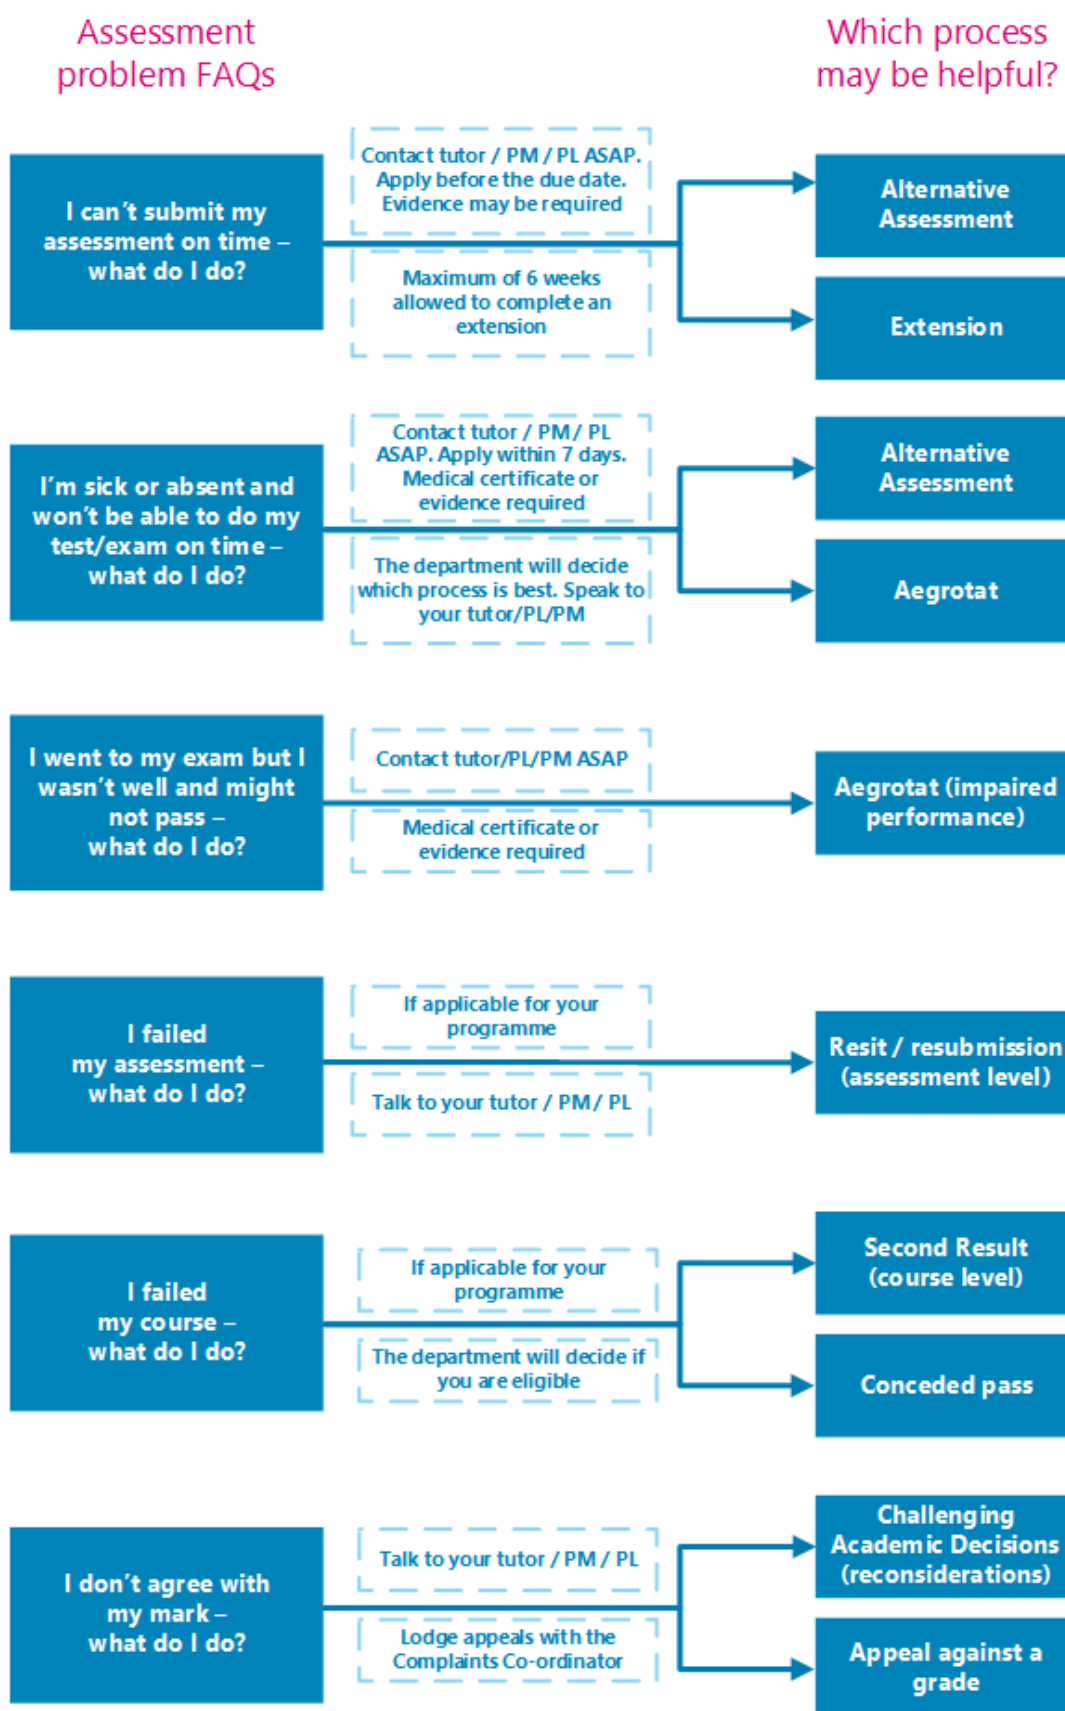 Assessment
problem FAQs
Which process
may be helpful?
I can't submit my
assessment on time –
what do I do?
Contact tutor / PM / PL ASAP.
Apply before the due date.
Evidence may be required
Maximum of 6 weeks
allowed to complete an
extension
Alternative
Assessment
Extension
I'm sick or absent and
won't be able to do my
test/exam on time –
what do I do?
Contact tutor / PM / PL
ASAP. Apply within 7 days.
Medical certificate or
evidence required
The department will decide
which process is best. Speak to
your tutor/PL/PM
Alternative
Assessment
Aegrotat
I went to my exam but I
wasn't well and might
not pass –
what do I do?
Contact tutor/PL/PM ASAP
Medical certificate or
evidence required
Aegrotat (impaired
performance)
I failed
my assessment –
what do I do?
If applicable for your
programme
Talk to your tutor / PM / PL
Resit / resubmission
(assessment level)
I failed
my course –
what do I do?
If applicable for your
programme
The department will decide if
you are eligible
Second Result
(course level)
Conceded pass
I don't agree with
my mark –
what do I do?
Talk to your tutor / PM / PL
Lodge appeals with the
Complaints Co-ordinator
Challenging
Academic Decisions
(reconsiderations)
Appeal against a
grade